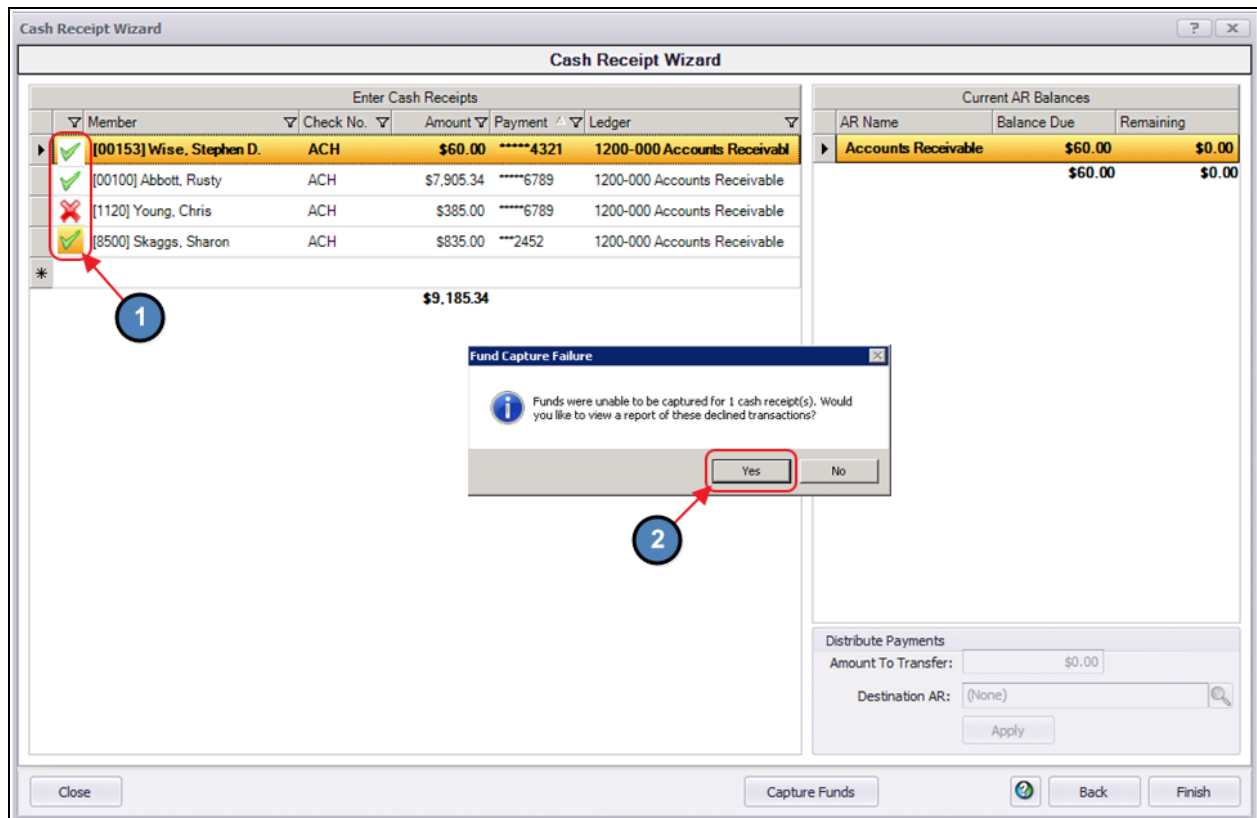 Cash Receipt Wizard
Cash Receipt Wizard
Enter Cash Receipts
Member Check No. Amount Payment Ledger
[00153] Wise, Stephen D. ACH $60.00 *****4321 1200-000 Accounts Receivabl
[00100] Abbott, Rusty ACH $7,905.34 *****6789 1200-000 Accounts Receivable
[1120] Young, Chris ACH $385.00 *****6789 1200-000 Accounts Receivable
[8500] Skaggs, Sharon ACH $835.00 ***2452 1200-000 Accounts Receivable
$9,185.34
1
Current AR Balances
AR Name Balance Due Remaining
Accounts Receivable $60.00 $0.00
$60.00 $0.00
Fund Capture Failure
Funds were unable to be captured for 1 cash receipt(s). Would
you like to view a report of these declined transactions?
Yes No
2
Distribute Payments
Amount To Transfer: $0.00
Destination AR: (None)
Apply
Close Capture Funds Back Finish